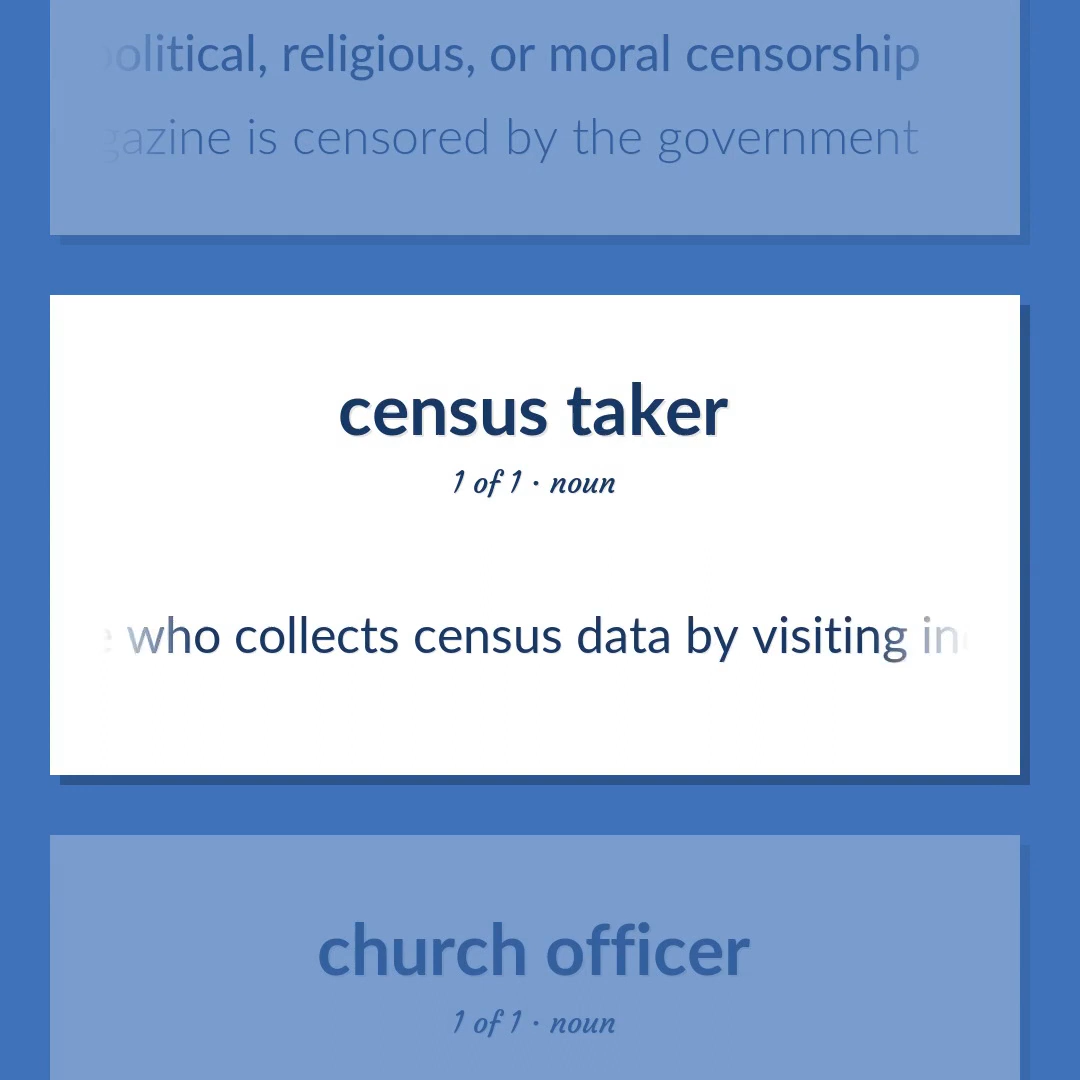 political, religious, or moral censorship
gazine is censored by the government
census taker
1 of 1 · noun
who collects census data by visiting
church officer
1 of 1 · noun